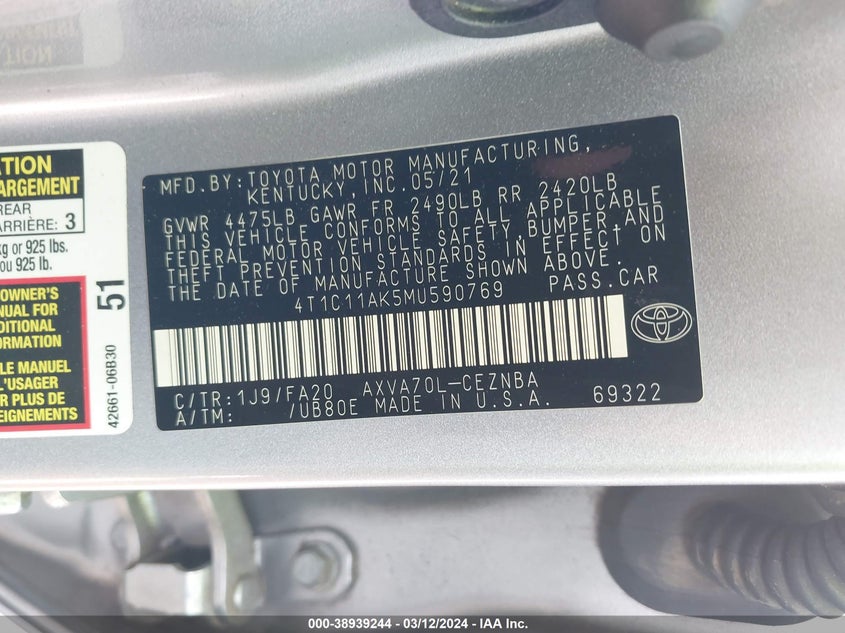 TION
ATION
ARGEMENT
REAR
ARRIÈRE: 3
kg or 925 lbs.
ou 925 lb.
OWNER'S
NUAL FOR
DITIONAL
ORMATION
LE MANUEL
L'USAGER
R PLUS DE
EIGNEMENTS
51
42661-06B30
MFD.BY:TOYOTA MOTOR MANUFACTURING,
KENTUCKY, INC.05/21
GVWR 4475LB GAWR FR 2490LB RR 2420LB
THIS VEHICLE CONFORMS TO ALL APPLICABLE
FEDERAL MOTOR VEHICLE SAFETY, BUMPER,AND
THEFT PREVENTION STANDARDS IN EFFECT ON
THE DATE OF MANUFACTURE SHOWN ABOVE.
4T1C11AK5MU590769 PASS.CAR
C/TR:1J9/FA20 AXVA70L-CEZNBA
A/TM: /UB80E MADE IN U.S.A. 69322
000-38939244 - 03/12/2024 - IAA Inc.